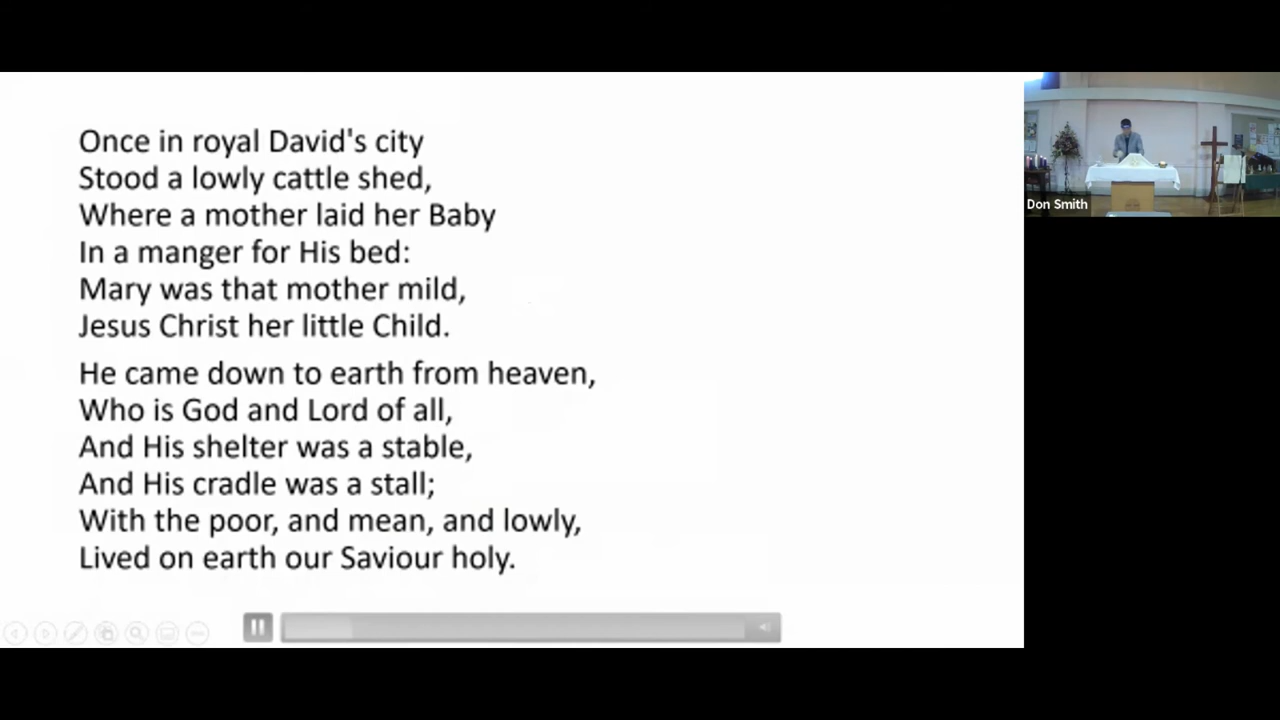 Once in royal David's city
Stood a lowly cattle shed,
Where a mother laid her Baby
In a manger for His bed:
Mary was that mother mild,
Jesus Christ her little Child.
He came down to earth from heaven,
Who is God and Lord of all,
And His shelter was a stable,
And His cradle was a stall;
With the poor, and mean, and lowly,
Lived on earth our Saviour holy.
Don Smith